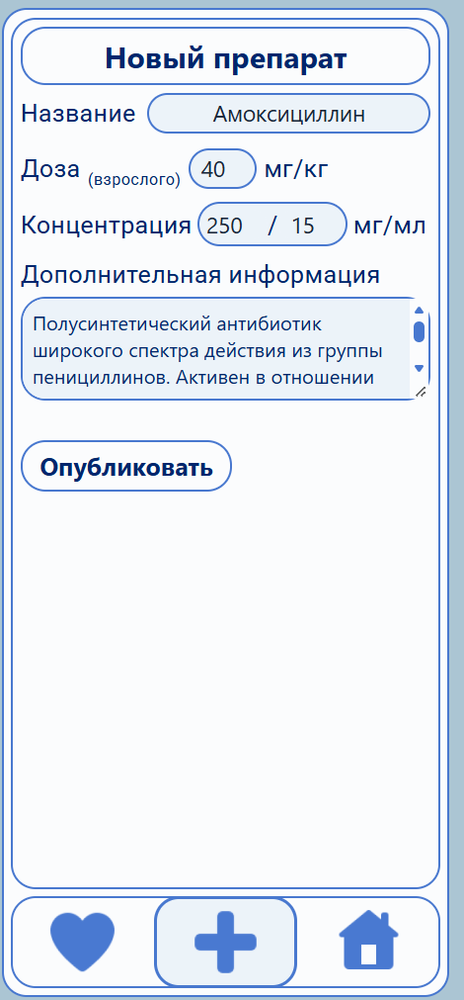 Новый препарат
Название Амоксициллин
Доза (взрослого) 40 мг/кг
Концентрация 250 / 15 мг/мл
Дополнительная информация
Полусинтетический антибиотик
широкого спектра действия из группы
пенициллинов. Активен в отношении
Опубликовать